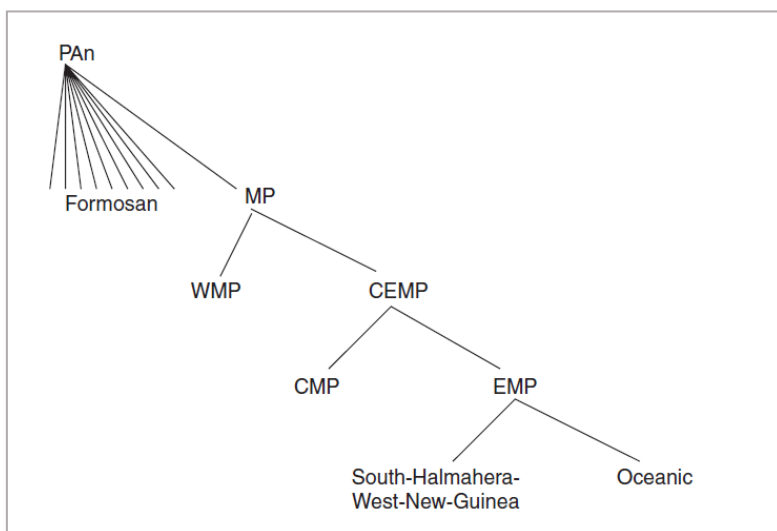 PAn
Formosan
MP
WMP
CEMP
CMP
EMP
South-Halmahera-
West-New-Guinea
Oceanic